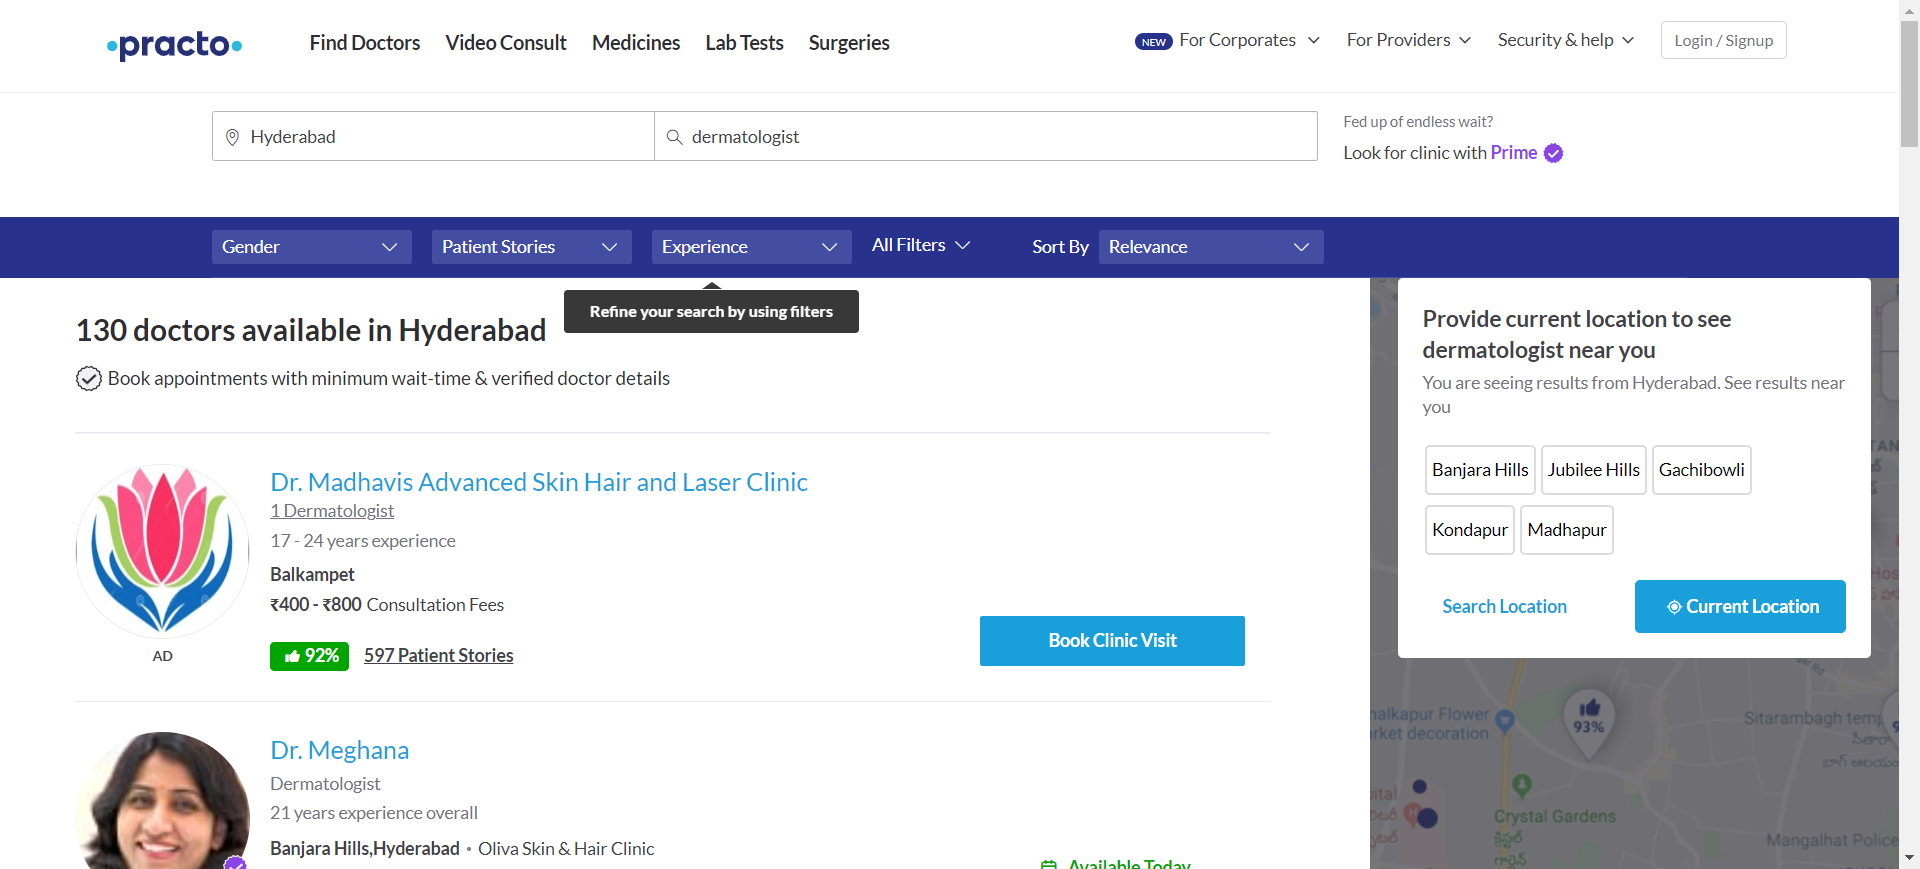 practo
Find Doctors
Video Consult
Medicines
Lab Tests
Surgeries
NEW For Corporates
For Providers
Security & help
Login / Signup
Hyderabad
dermatologist
Fed up of endless wait?
Look for clinic with Prime
Gender
Patient Stories
Experience
All Filters
Sort By
Relevance
Refine your search by using filters
130 doctors available in Hyderabad
Book appointments with minimum wait-time & verified doctor details
Dr. Madhavis Advanced Skin Hair and Laser Clinic
1 Dermatologist
17 - 24 years experience
Balkampet
₹400 - ₹800 Consultation Fees
AD
92% 597 Patient Stories
Book Clinic Visit
Dr. Meghana
Dermatologist
21 years experience overall
Banjara Hills,Hyderabad • Oliva Skin & Hair Clinic
Available Today
Provide current location to see
dermatologist near you
You are seeing results from Hyderabad. See results near
you
Banjara Hills
Jubilee Hills
Gachibowli
Kondapur
Madhapur
Search Location
Current Location
Rd
Flower
decoration
93%
Sitarambagh
Crystal Gardens
క్రిస్టల్
గార్డెన్
Mangalhat Police